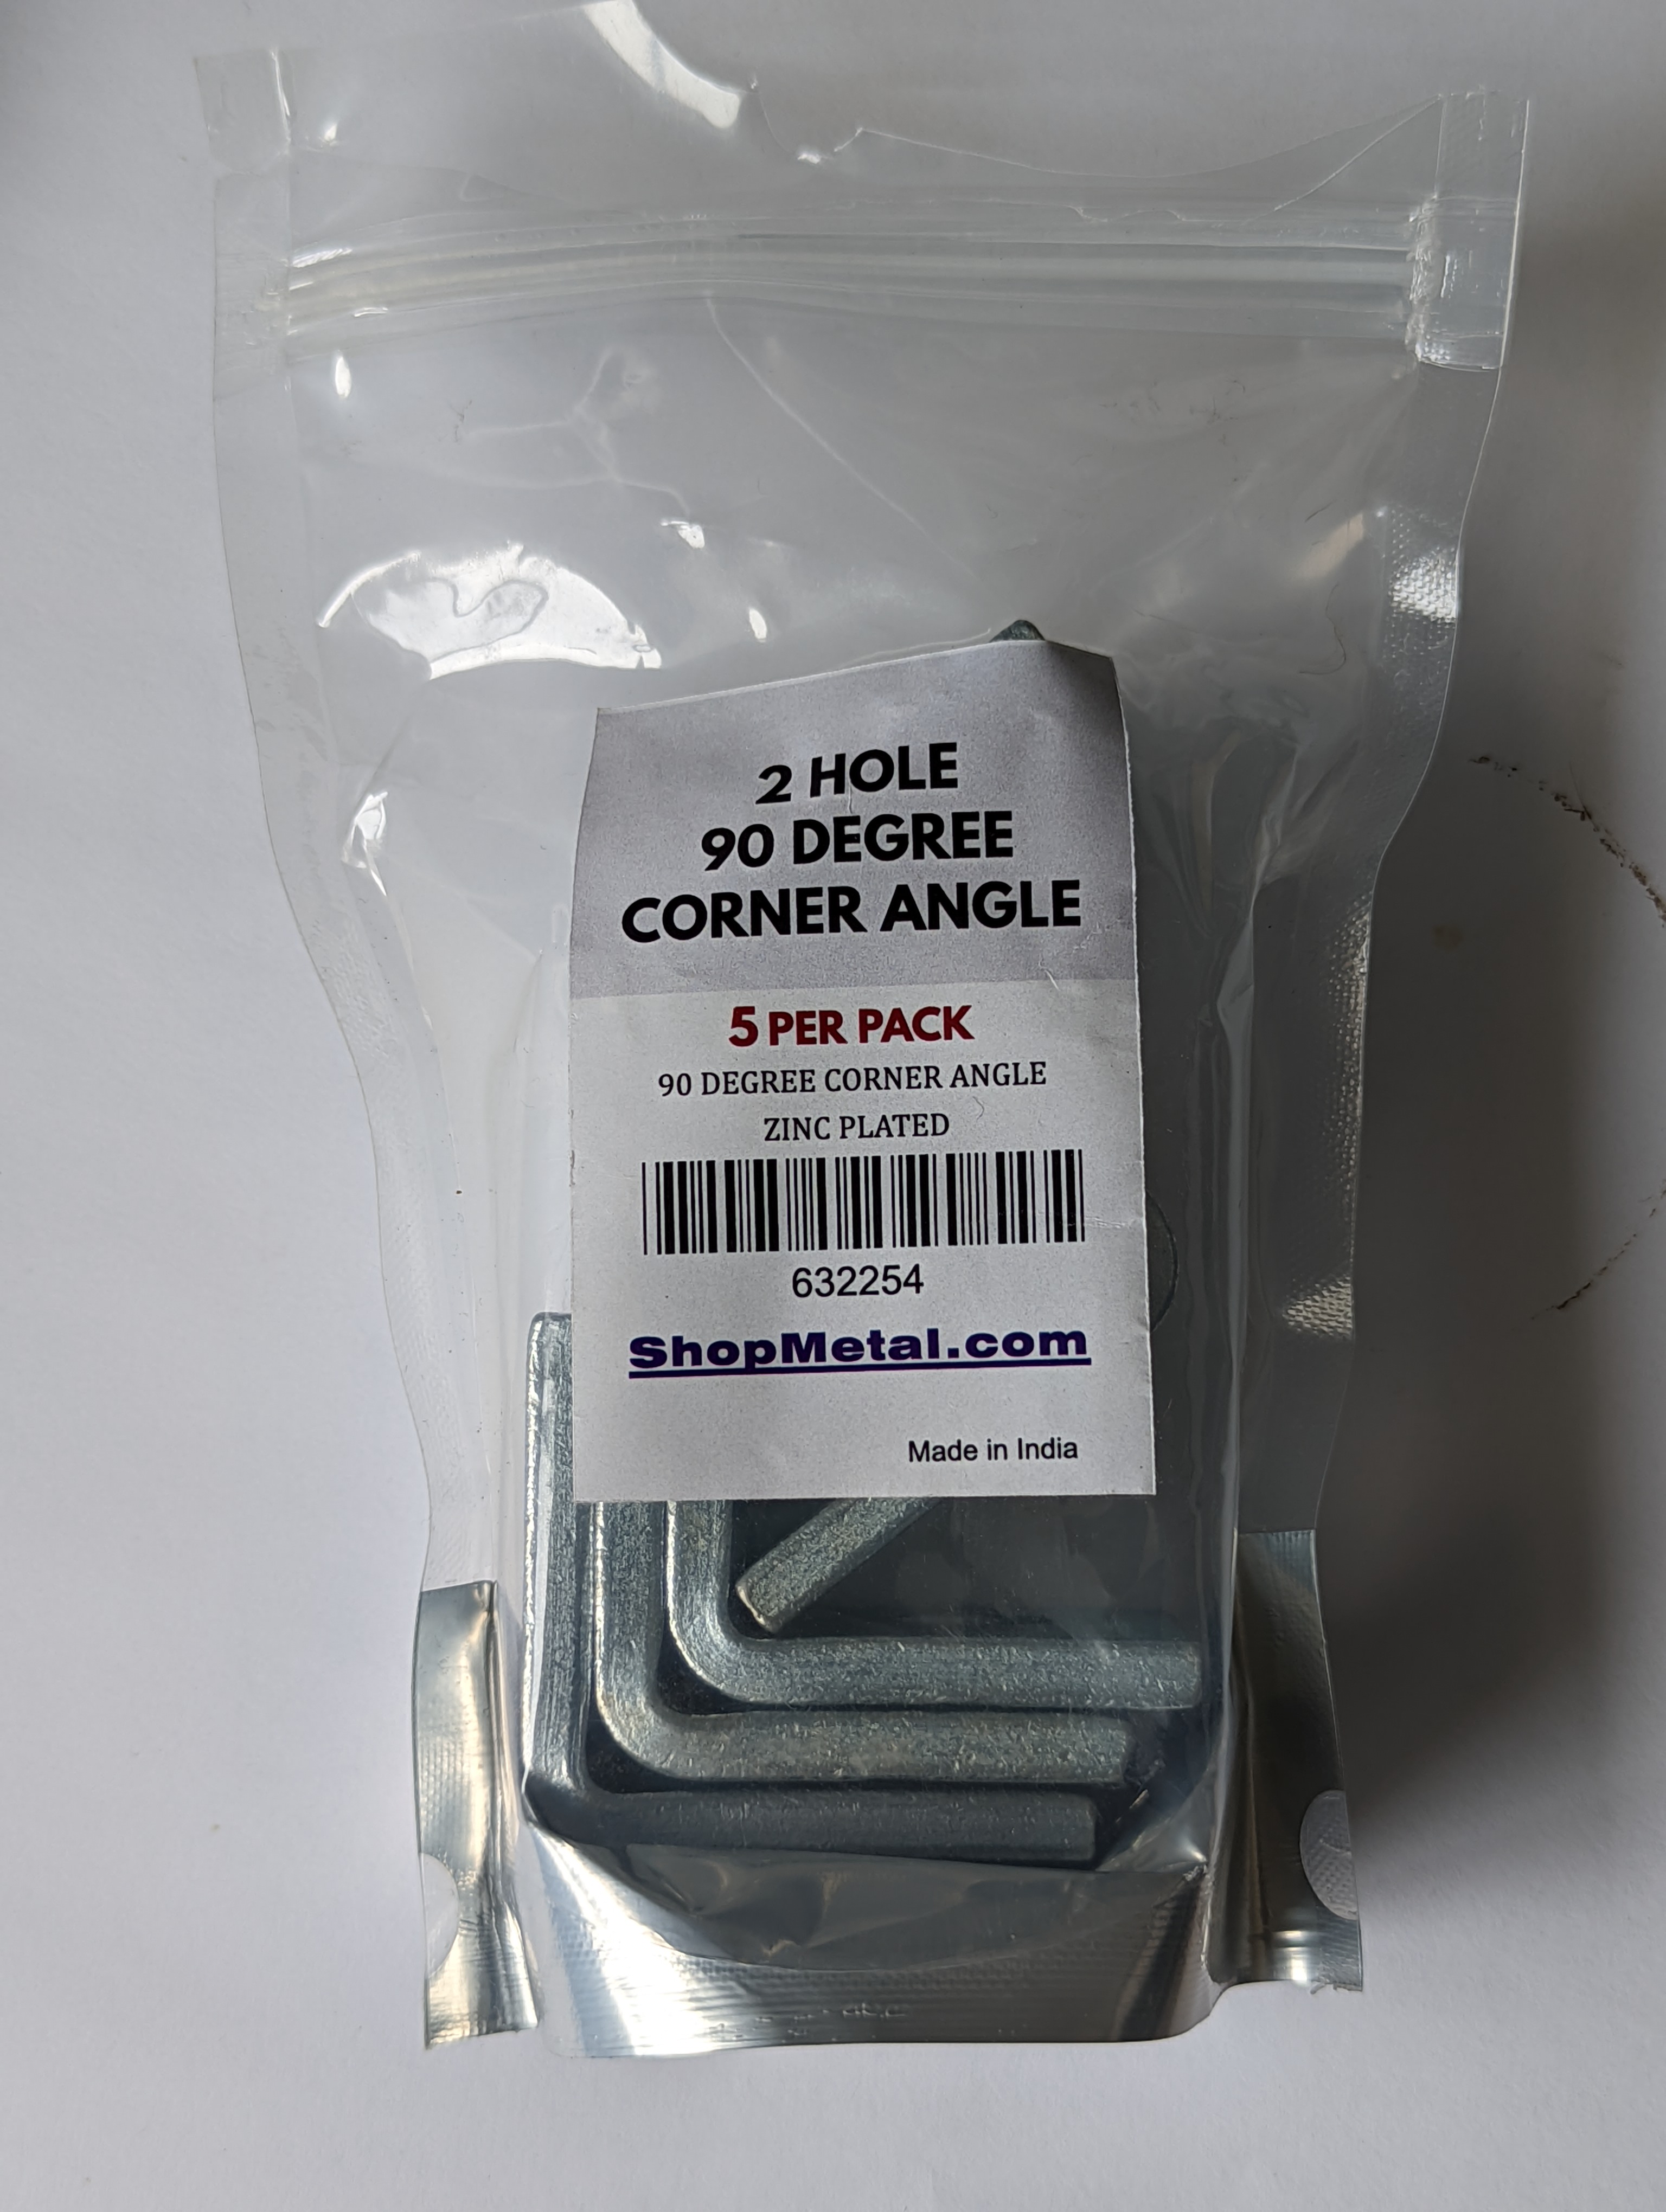 2 HOLE
90 DEGREE
CORNER ANGLE
5 PER PACK
90 DEGREE CORNER ANGLE
ZINC PLATED
632254
ShopMetal.com
Made in India